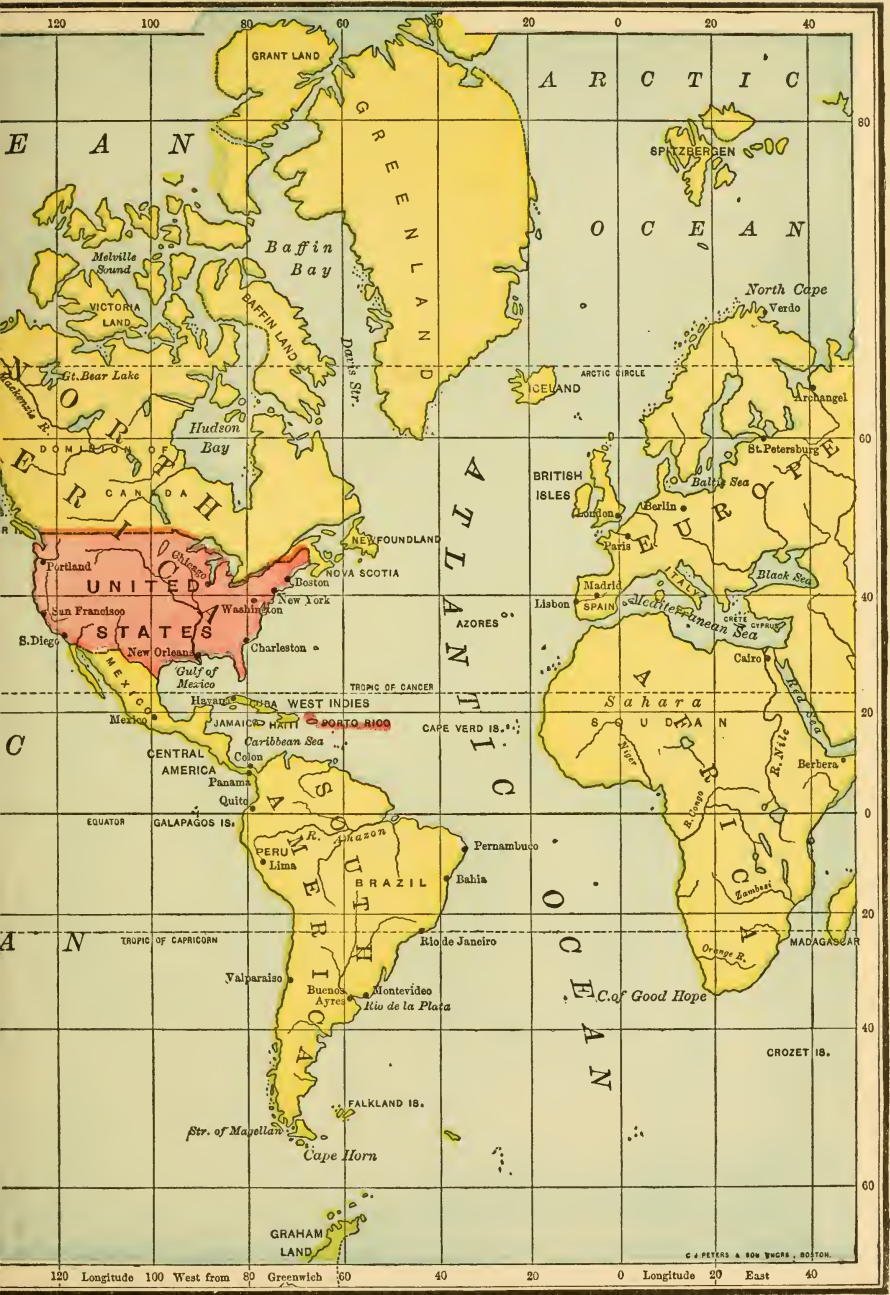 120 100 80 60 40 20 0 20 40
GRANT LAND
ARCTIC
EAN
80
GREENLAND
SPITZBERGEN
OCEAN
Melville
Sound
Baffin
Bay
VICTORIA
LAND
BAFFIN LAND
North Cape
Verdo
Davis Str.
Gt. Bear Lake
Mackenzie R.
ICELAND
ARCTIC CIRCLE
Archangel
NORTH
Hudson
Bay
60
DOMINION OF
CANADA
ERICA
St. Petersburg
BRITISH
ISLES
Baltic Sea
London
Berlin
EUROPE
Paris
NEWFOUNDLAND
NOVA SCOTIA
Portland
Chicago
Boston
UNITED
STATES
New York
Washington
San Francisco
S. Diego
New Orleans
Charleston
ATLANTIC
OCEAN
AZORES
Madrid
Lisbon
SPAIN
ITALY
Black Sea
40
Mediterranean Sea
CRETE
CYPRUS
Cairo
MEXICO
Gulf of
Mexico
TROPIC OF CANCER
Havana
CUBA
WEST INDIES
Mexico
JAMAICA
HAITI
PORTO RICO
CAPE VERD IS.
AFRICA
Sahara
SOUDAN
Red Sea
20
C
Caribbean Sea
CENTRAL
AMERICA
Colon
Panama
Niger
R. Nile
Berbera
Quito
R. Congo
EQUATOR
GALAPAGOS IS.
0
SOUTH
AMERICA
R. Amazon
PERU
Lima
Pernambuco
BRAZIL
Bahia
Zambesi
20
AN
TROPIC OF CAPRICORN
Rio de Janeiro
MADAGASCAR
Orange R.
Valparaiso
Buenos
Ayres
Montevideo
Rio de la Plata
C. of Good Hope
40
CROZET IS.
FALKLAND IS.
Str. of Magellan
Cape Horn
60
GRAHAM
LAND
C. J. PETERS & SON ENGRS., BOSTON.
120 Longitude 100 West from 80 Greenwich 60 40 20 0 Longitude 20 East 40